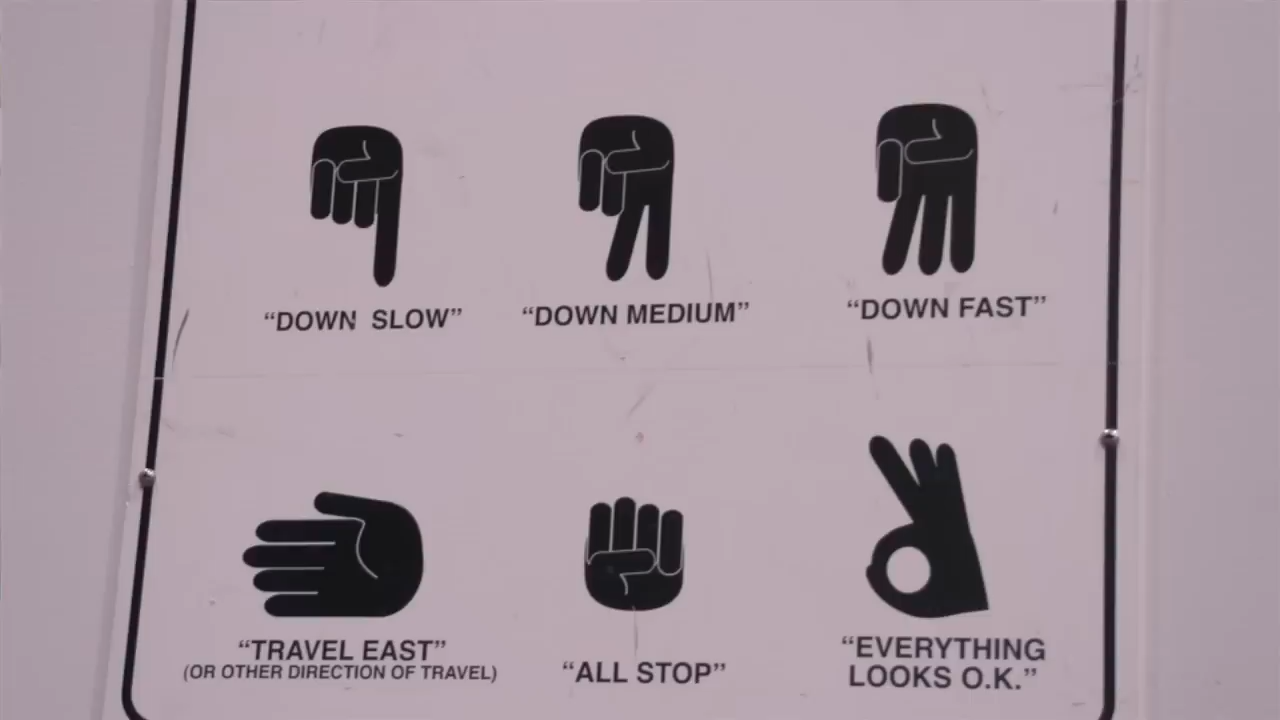 “DOWN SLOW”
“DOWN MEDIUM”
“DOWN FAST”
“TRAVEL EAST”
(OR OTHER DIRECTION OF TRAVEL)
“ALL STOP”
“EVERYTHING
LOOKS O.K.”